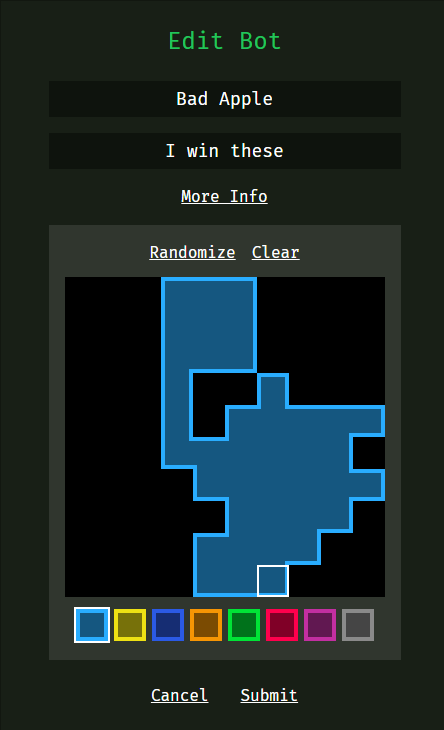 Edit Bot
Bad Apple
I win these
More Info
Randomize Clear
Cancel Submit